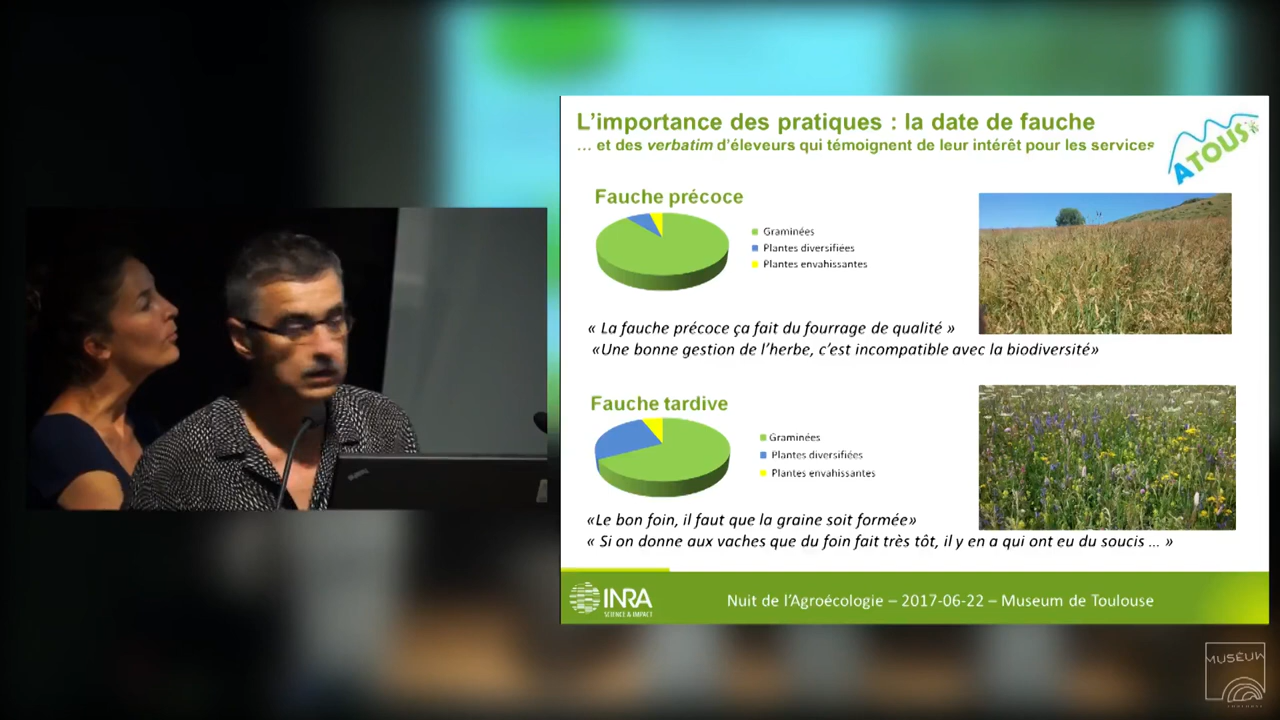 L'importance des pratiques : la date de fauche
... et des verbatim d'éleveurs qui témoignent de leur intérêt pour les services
ATOUS
Fauche précoce
Graminées
Plantes diversifiées
Plantes envahissantes
« La fauche précoce ça fait du fourrage de qualité »
«Une bonne gestion de l'herbe, c'est incompatible avec la biodiversité»
Fauche tardive
Graminées
Plantes diversifiées
Plantes envahissantes
«Le bon foin, il faut que la graine soit formée»
« Si on donne aux vaches que du foin fait très tôt, il y en a qui ont eu du soucis ... »
INRA
SCIENCE & IMPACT
Nuit de l'Agroécologie – 2017-06-22 – Museum de Toulouse
MUSEUM
TOULOUSE